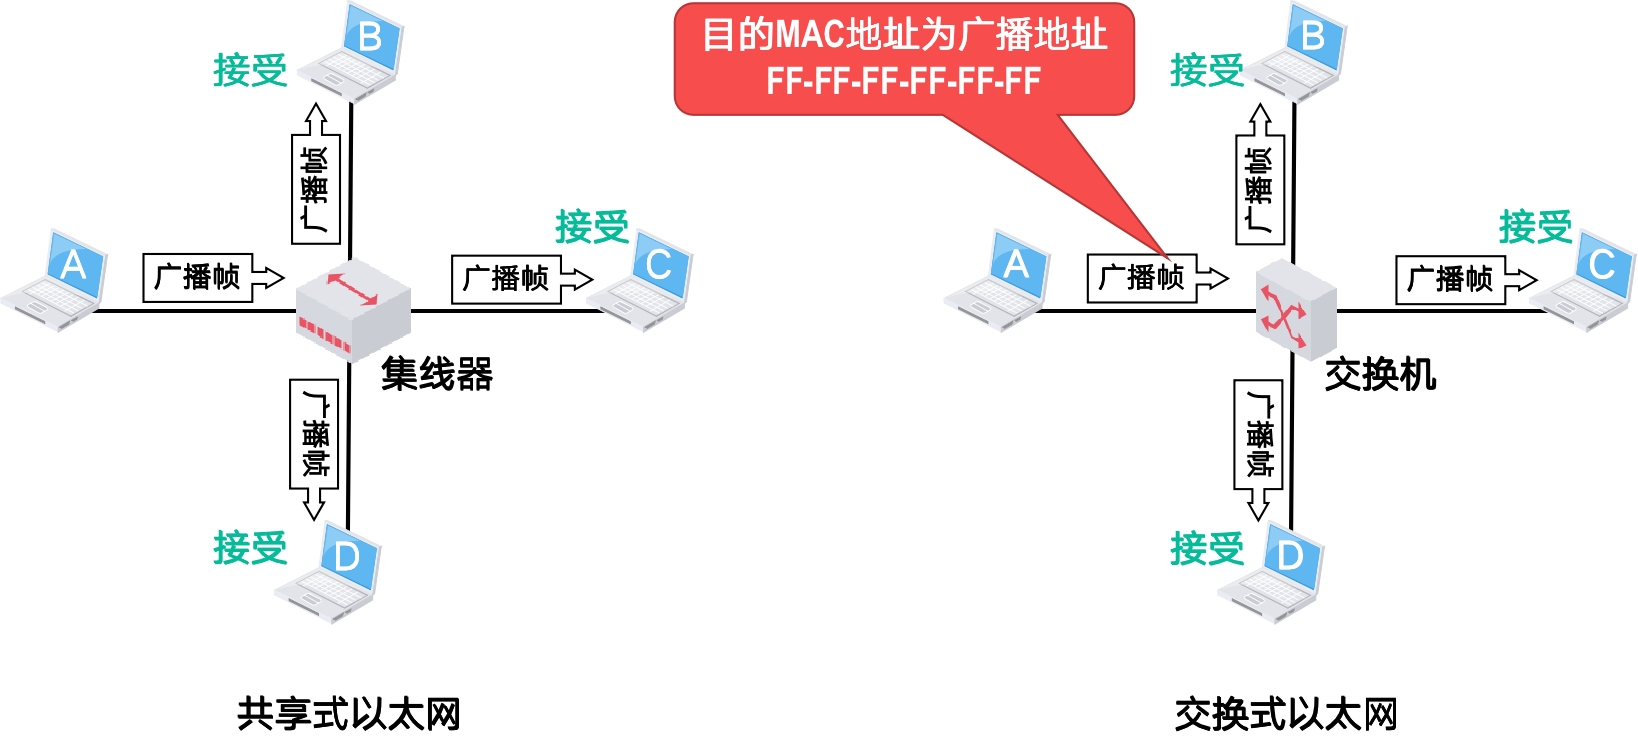 B
接受
广播帧
A
广播帧
接受
广播帧
C
集线器
广播帧
接受
D
共享式以太网
目的MAC地址为广播地址
FF-FF-FF-FF-FF-FF
B
接受
广播帧
A
广播帧
接受
广播帧
C
交换机
广播帧
接受
D
交换式以太网